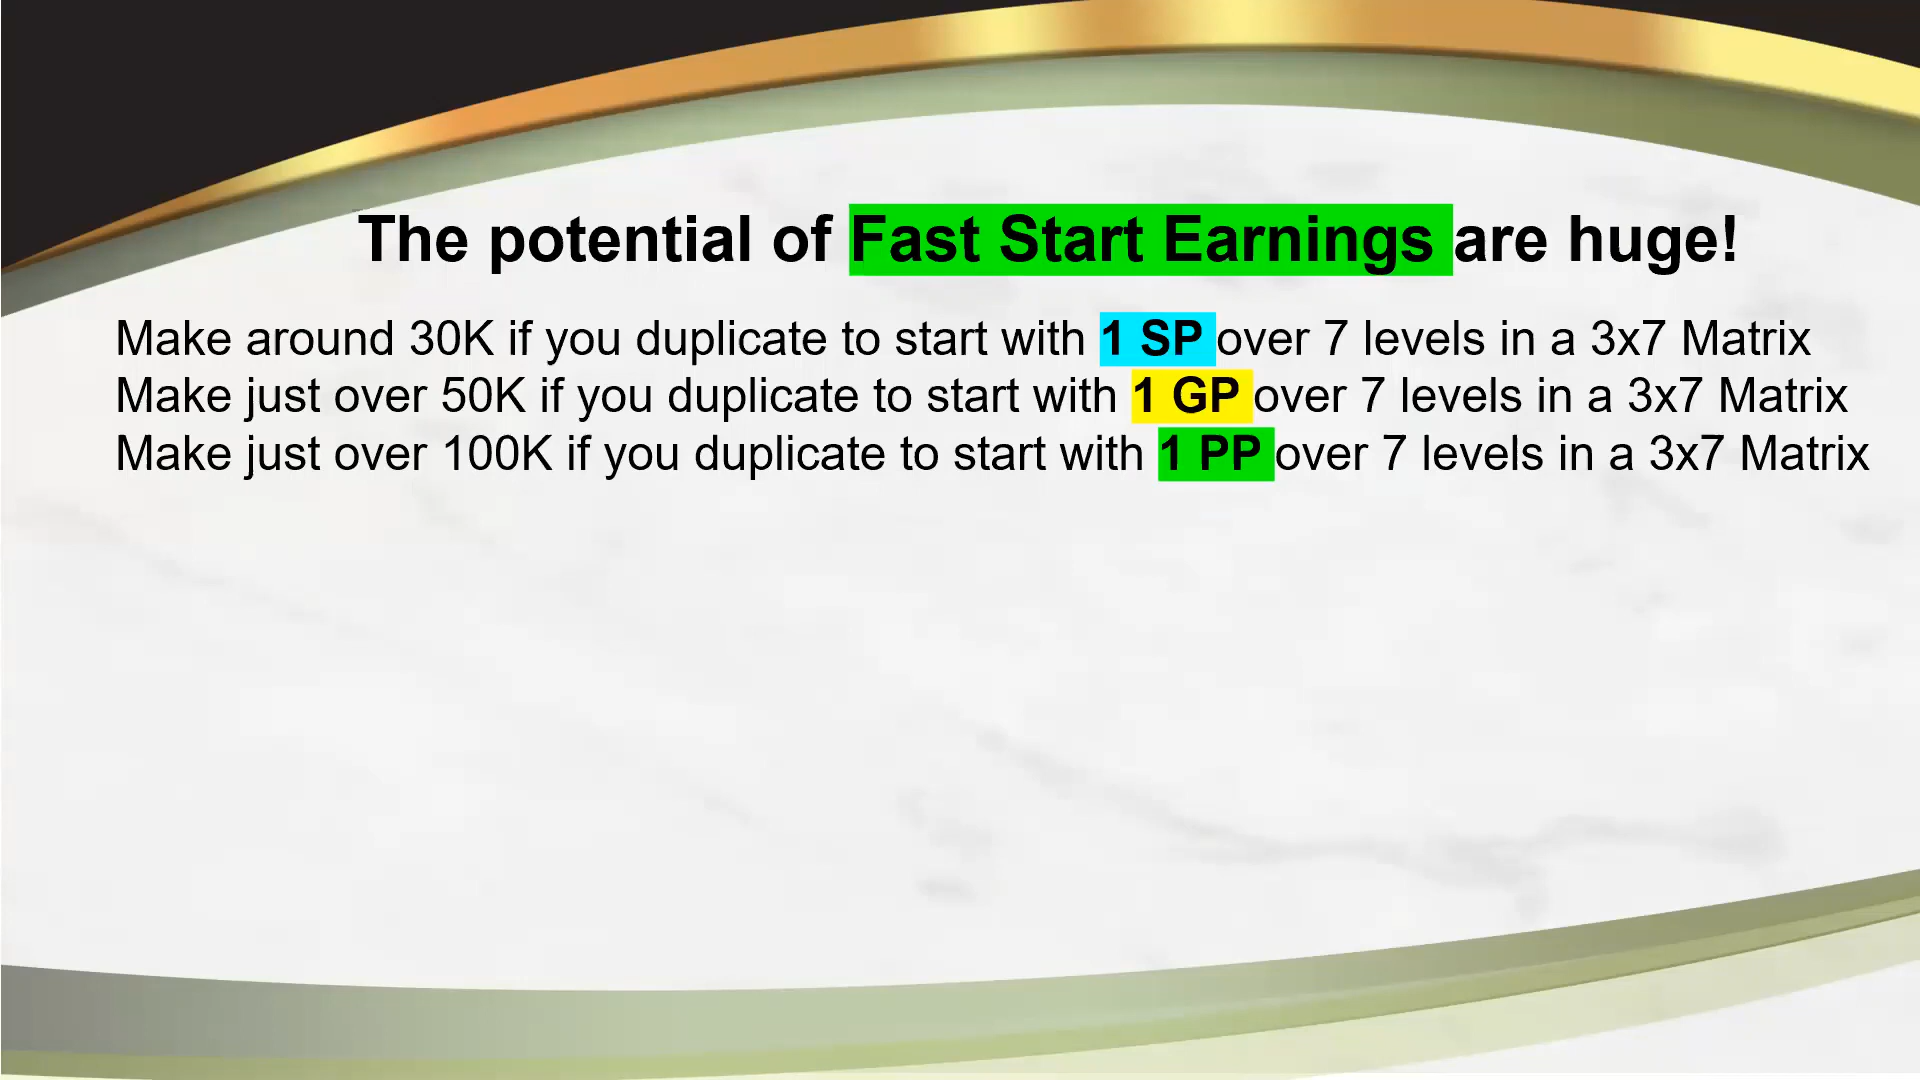 The potential of Fast Start Earnings are huge!
Make around 30K if you duplicate to start with 1 SP over 7 levels in a 3x7 Matrix
Make just over 50K if you duplicate to start with 1 GP over 7 levels in a 3x7 Matrix
Make just over 100K if you duplicate to start with 1 PP over 7 levels in a 3x7 Matrix